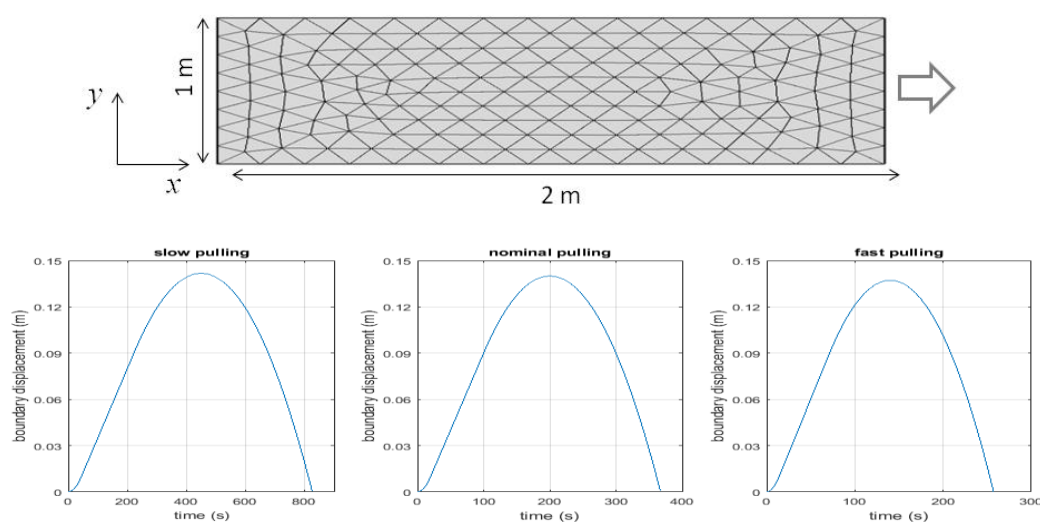 1 m
y
x
2 m
slow pulling
0.15
0.12
0.09
0.06
0.03
0
boundary displacement (m)
0 200 400 600 800
time (s)
nominal pulling
0.15
0.12
0.09
0.06
0.03
0
boundary displacement (m)
0 100 200 300 400
time (s)
fast pulling
0.15
0.12
0.09
0.06
0.03
0
boundary displacement (m)
0 100 200 300
time (s)